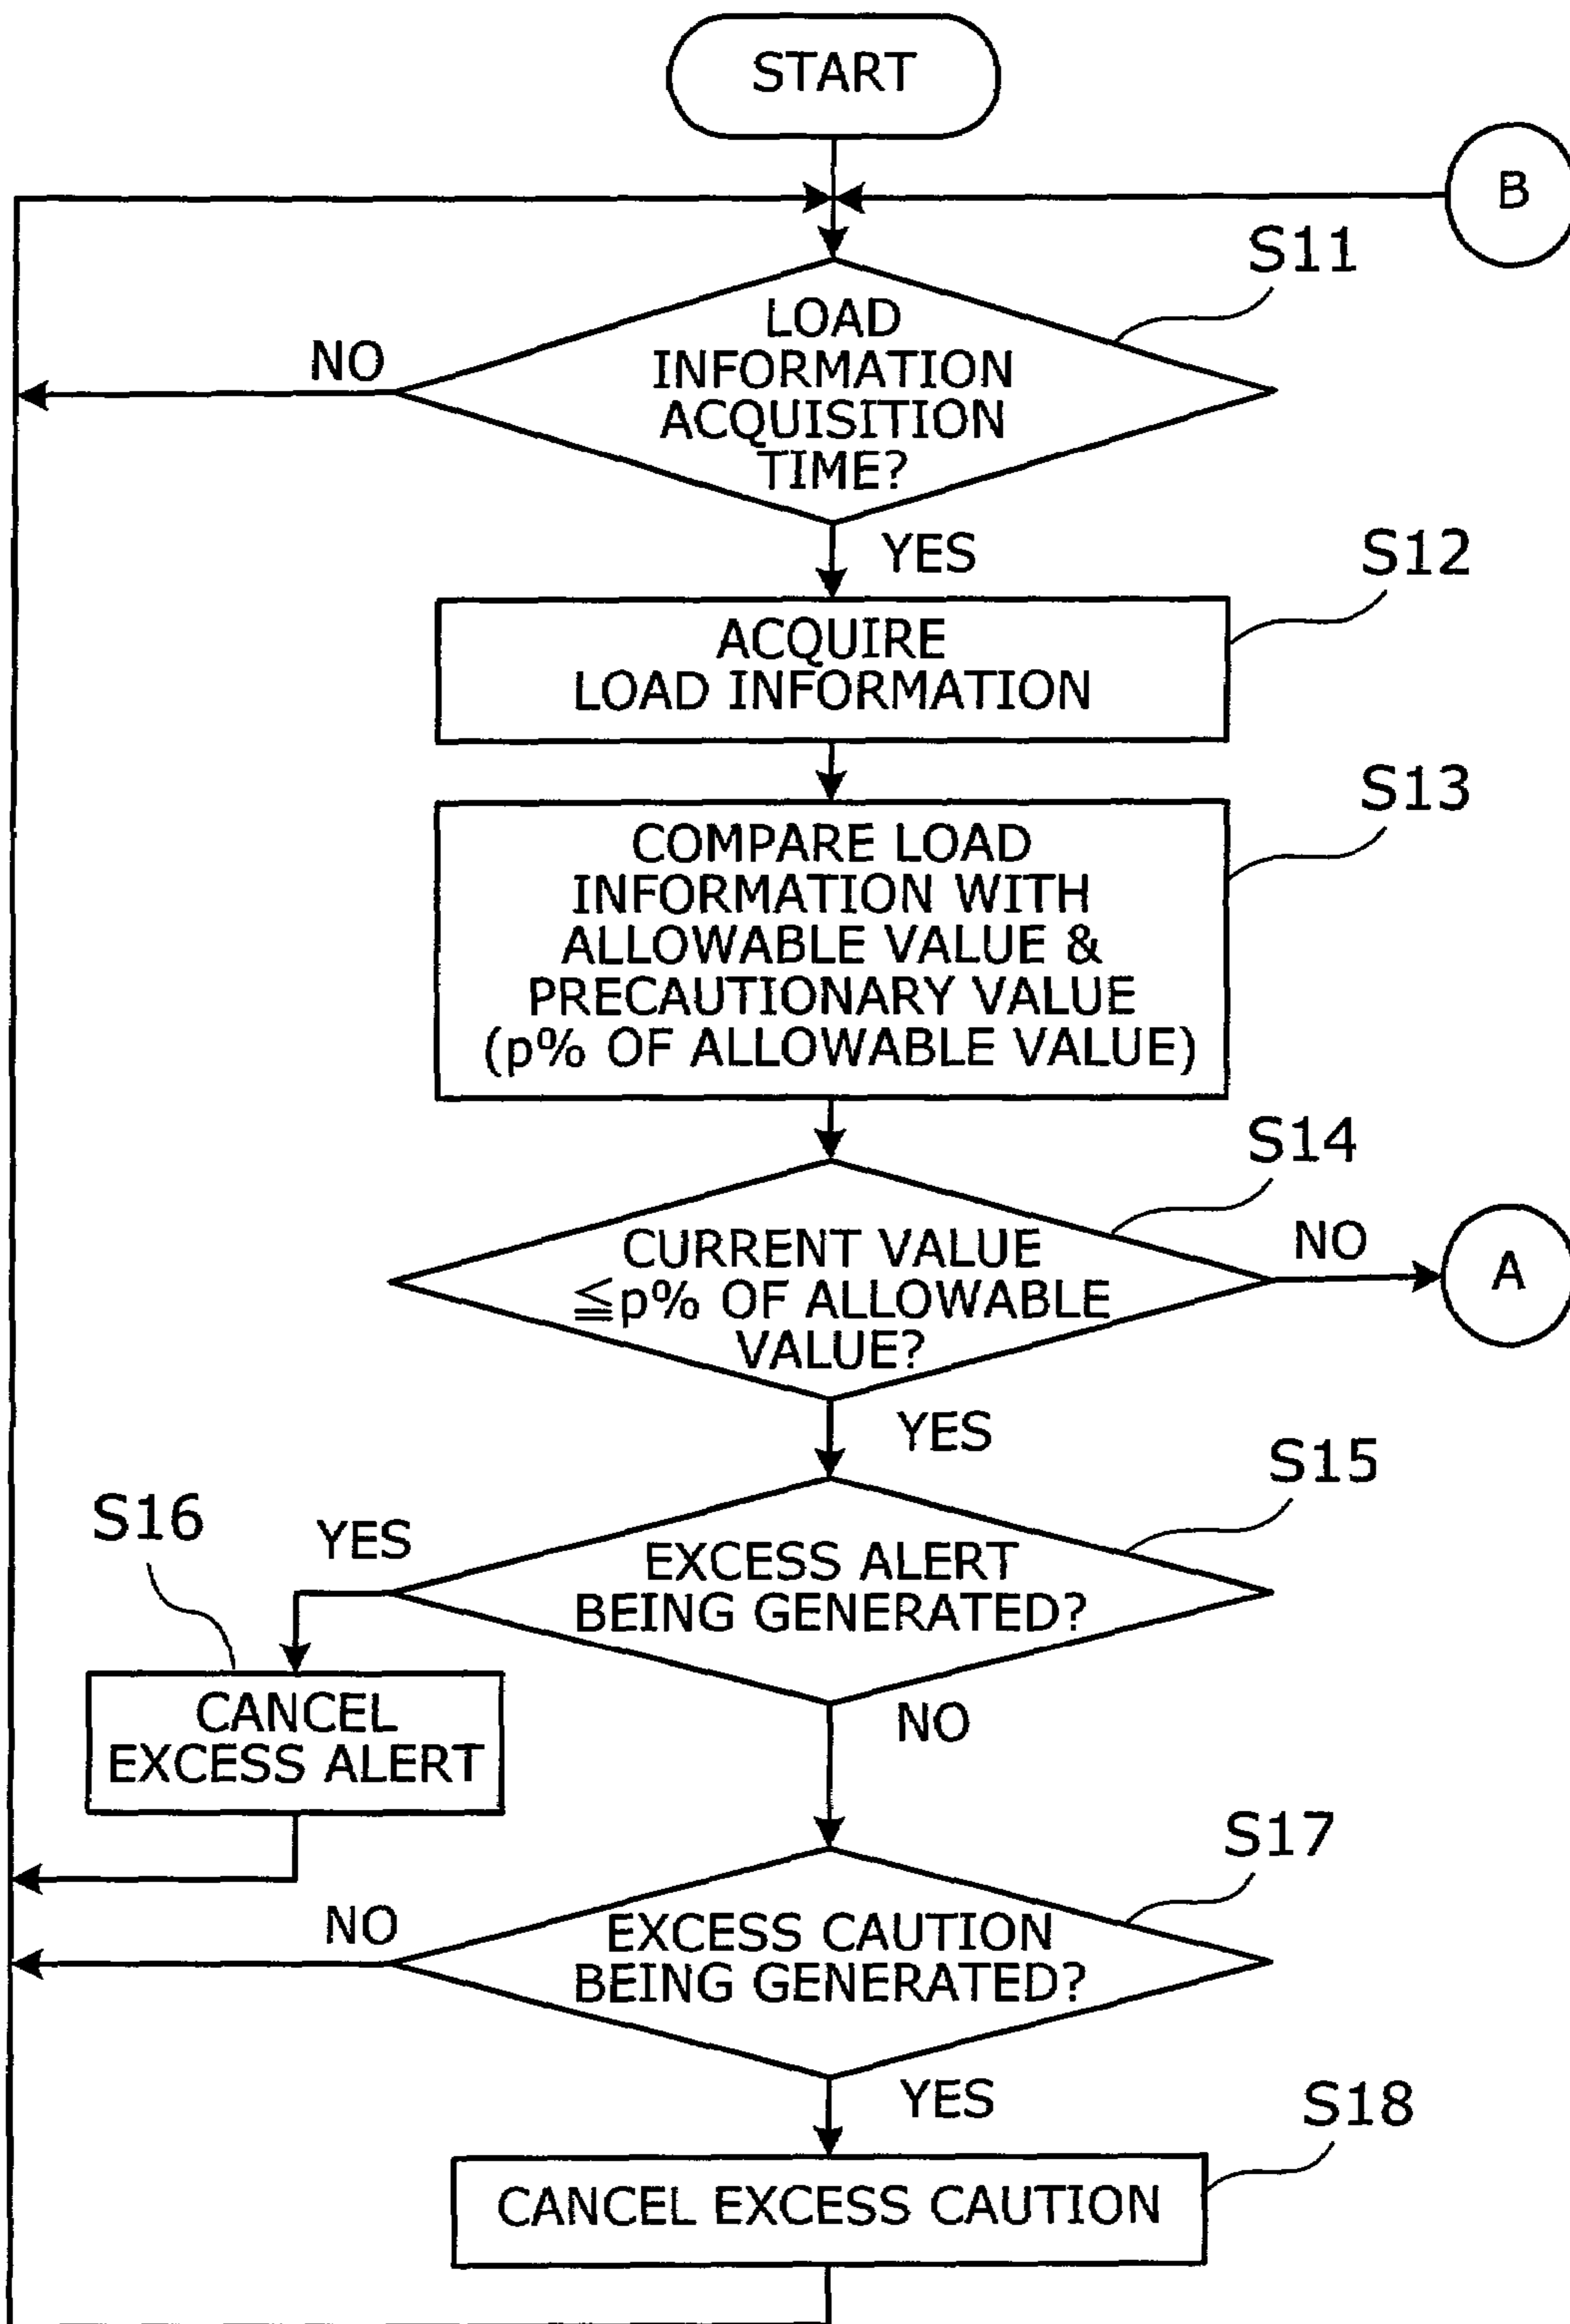 START
B
S11
LOAD
INFORMATION
ACQUISITION
TIME?
NO
YES
S12
ACQUIRE
LOAD INFORMATION
S13
COMPARE LOAD
INFORMATION WITH
ALLOWABLE VALUE &
PRECAUTIONARY VALUE
(p% OF ALLOWABLE VALUE)
S14
CURRENT VALUE
≦p% OF ALLOWABLE
VALUE?
NO
A
YES
S15
EXCESS ALERT
BEING GENERATED?
YES
S16
CANCEL
EXCESS ALERT
NO
S17
EXCESS CAUTION
BEING GENERATED?
NO
YES
S18
CANCEL EXCESS CAUTION